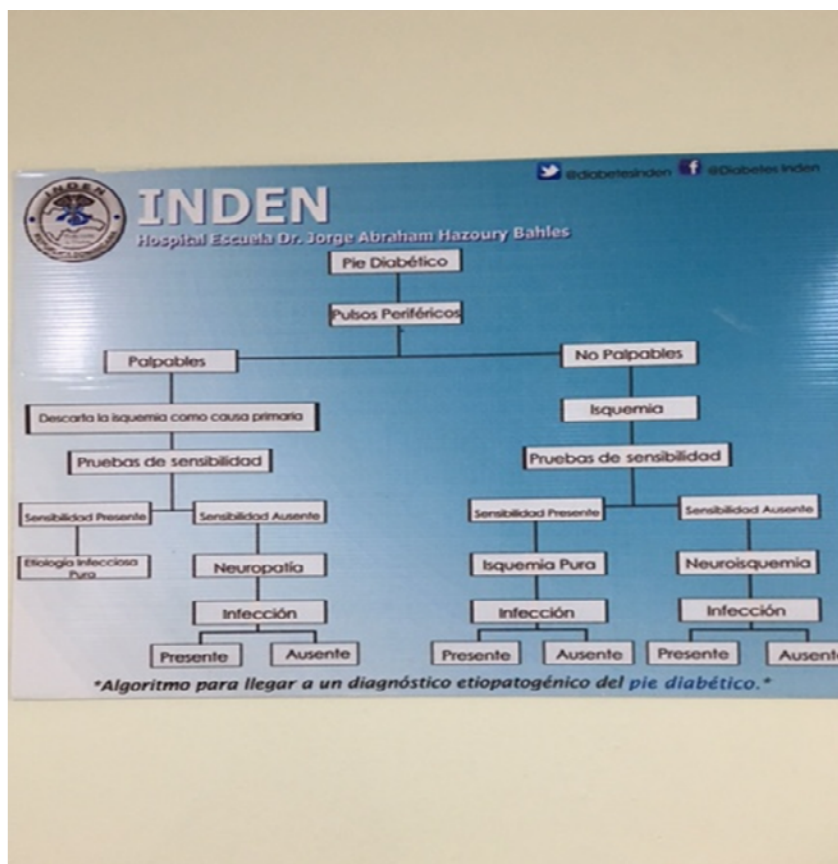 @diabetesinden @Diabetes Inden
INDEN
INDEN
Hospital Escuela Dr. Jorge Abraham Hazoury Bahles
Pie Diabético
Pulsos Periféricos
Palpables
No Palpables
Descarta la isquemia como causa primaria
Isquemia
Pruebas de sensibilidad
Pruebas de sensibilidad
Sensibilidad Presente
Sensibilidad Ausente
Sensibilidad Presente
Sensibilidad Ausente
Etiología Infecciosa
Pura
Neuropatía
Isquemia Pura
Neuroisquemia
Infección
Infección
Infección
Presente
Ausente
Presente
Ausente
Presente
Ausente
*Algoritmo para llegar a un diagnóstico etiopatogénico del pie diabético.*